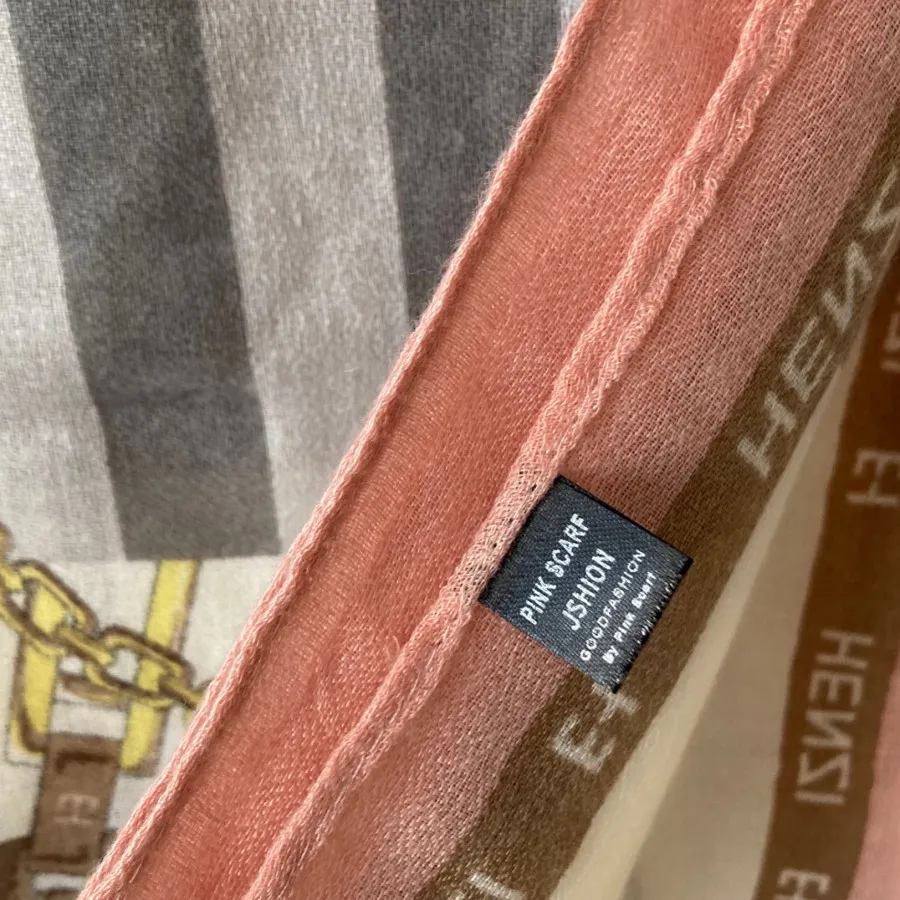 PINK SCARF
JSHION
GOODFASHION
By Pink Scarf
HENZI
HENZI